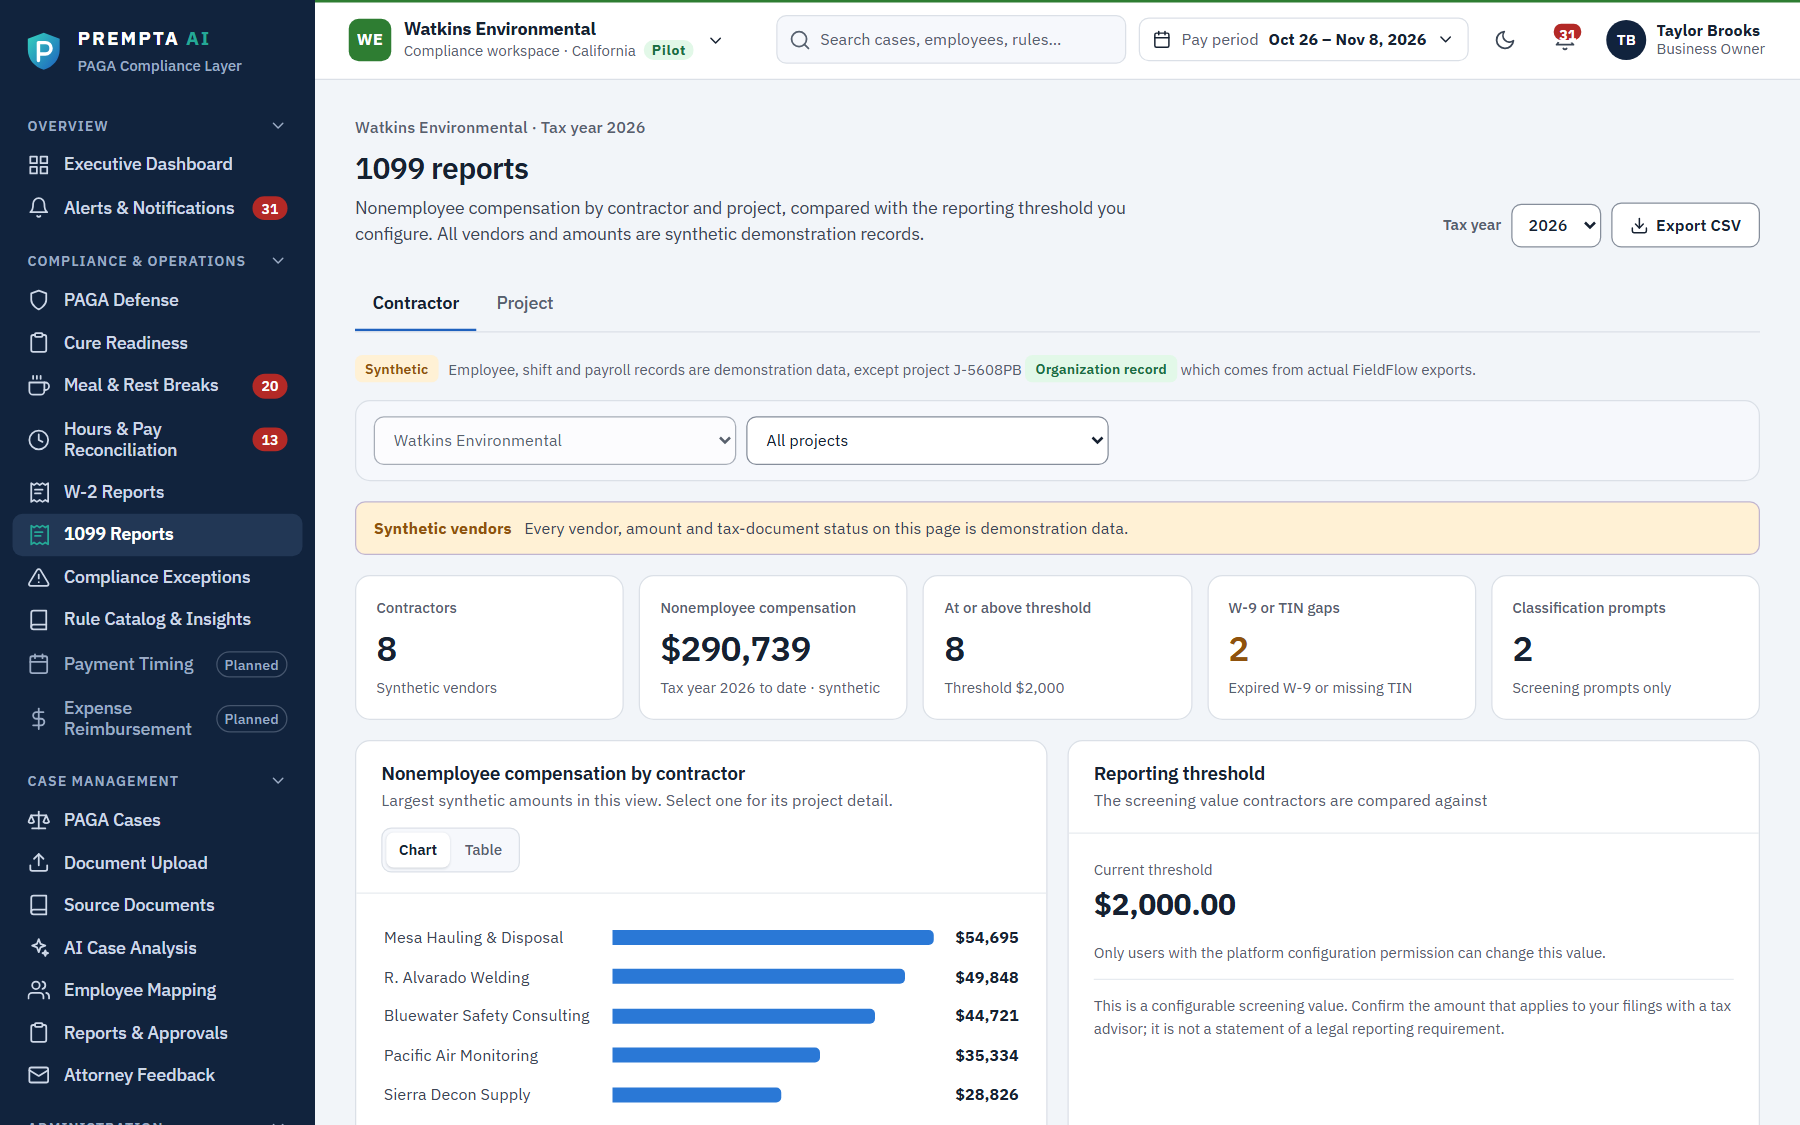 PREMPTA AI
PAGA Compliance Layer
OVERVIEW
Executive Dashboard
Alerts & Notifications 31
COMPLIANCE & OPERATIONS
PAGA Defense
Cure Readiness
Meal & Rest Breaks 20
Hours & Pay
Reconciliation 13
W-2 Reports
1099 Reports
Compliance Exceptions
Rule Catalog & Insights
Payment Timing Planned
Expense
Reimbursement Planned
CASE MANAGEMENT
PAGA Cases
Document Upload
Source Documents
AI Case Analysis
Employee Mapping
Reports & Approvals
Attorney Feedback
ADMINISTRATION
WE
Watkins Environmental
Compliance workspace · California Pilot
Search cases, employees, rules...
Pay period Oct 26 – Nov 8, 2026
31
TB
Taylor Brooks
Business Owner
Watkins Environmental · Tax year 2026
1099 reports
Nonemployee compensation by contractor and project, compared with the reporting threshold you
configure. All vendors and amounts are synthetic demonstration records.
Tax year 2026 Export CSV
Contractor Project
Synthetic Employee, shift and payroll records are demonstration data, except project J-5608PB Organization record which comes from actual FieldFlow exports.
Watkins Environmental All projects
Synthetic vendors Every vendor, amount and tax-document status on this page is demonstration data.
Contractors
8
Synthetic vendors
Nonemployee compensation
$290,739
Tax year 2026 to date · synthetic
At or above threshold
8
Threshold $2,000
W-9 or TIN gaps
2
Expired W-9 or missing TIN
Classification prompts
2
Screening prompts only
Nonemployee compensation by contractor
Largest synthetic amounts in this view. Select one for its project detail.
Chart Table
Mesa Hauling & Disposal $54,695
R. Alvarado Welding $49,848
Bluewater Safety Consulting $44,721
Pacific Air Monitoring $35,334
Sierra Decon Supply $28,826
Reporting threshold
The screening value contractors are compared against
Current threshold
$2,000.00
Only users with the platform configuration permission can change this value.
This is a configurable screening value. Confirm the amount that applies to your filings with a tax
advisor; it is not a statement of a legal reporting requirement.